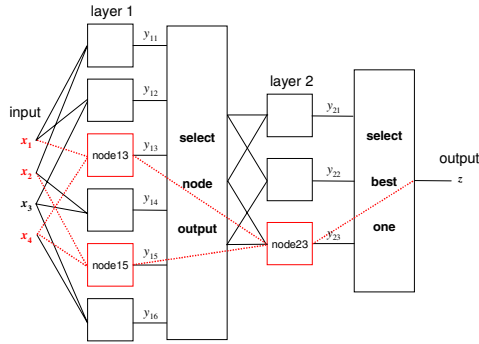 layer 1
y11
y12
input
x1
node13
y13
select
x2
node
y14
x3
output
x4
node15
y15
y16
layer 2
y21
select
y22
best
node23
y23
one
output
z